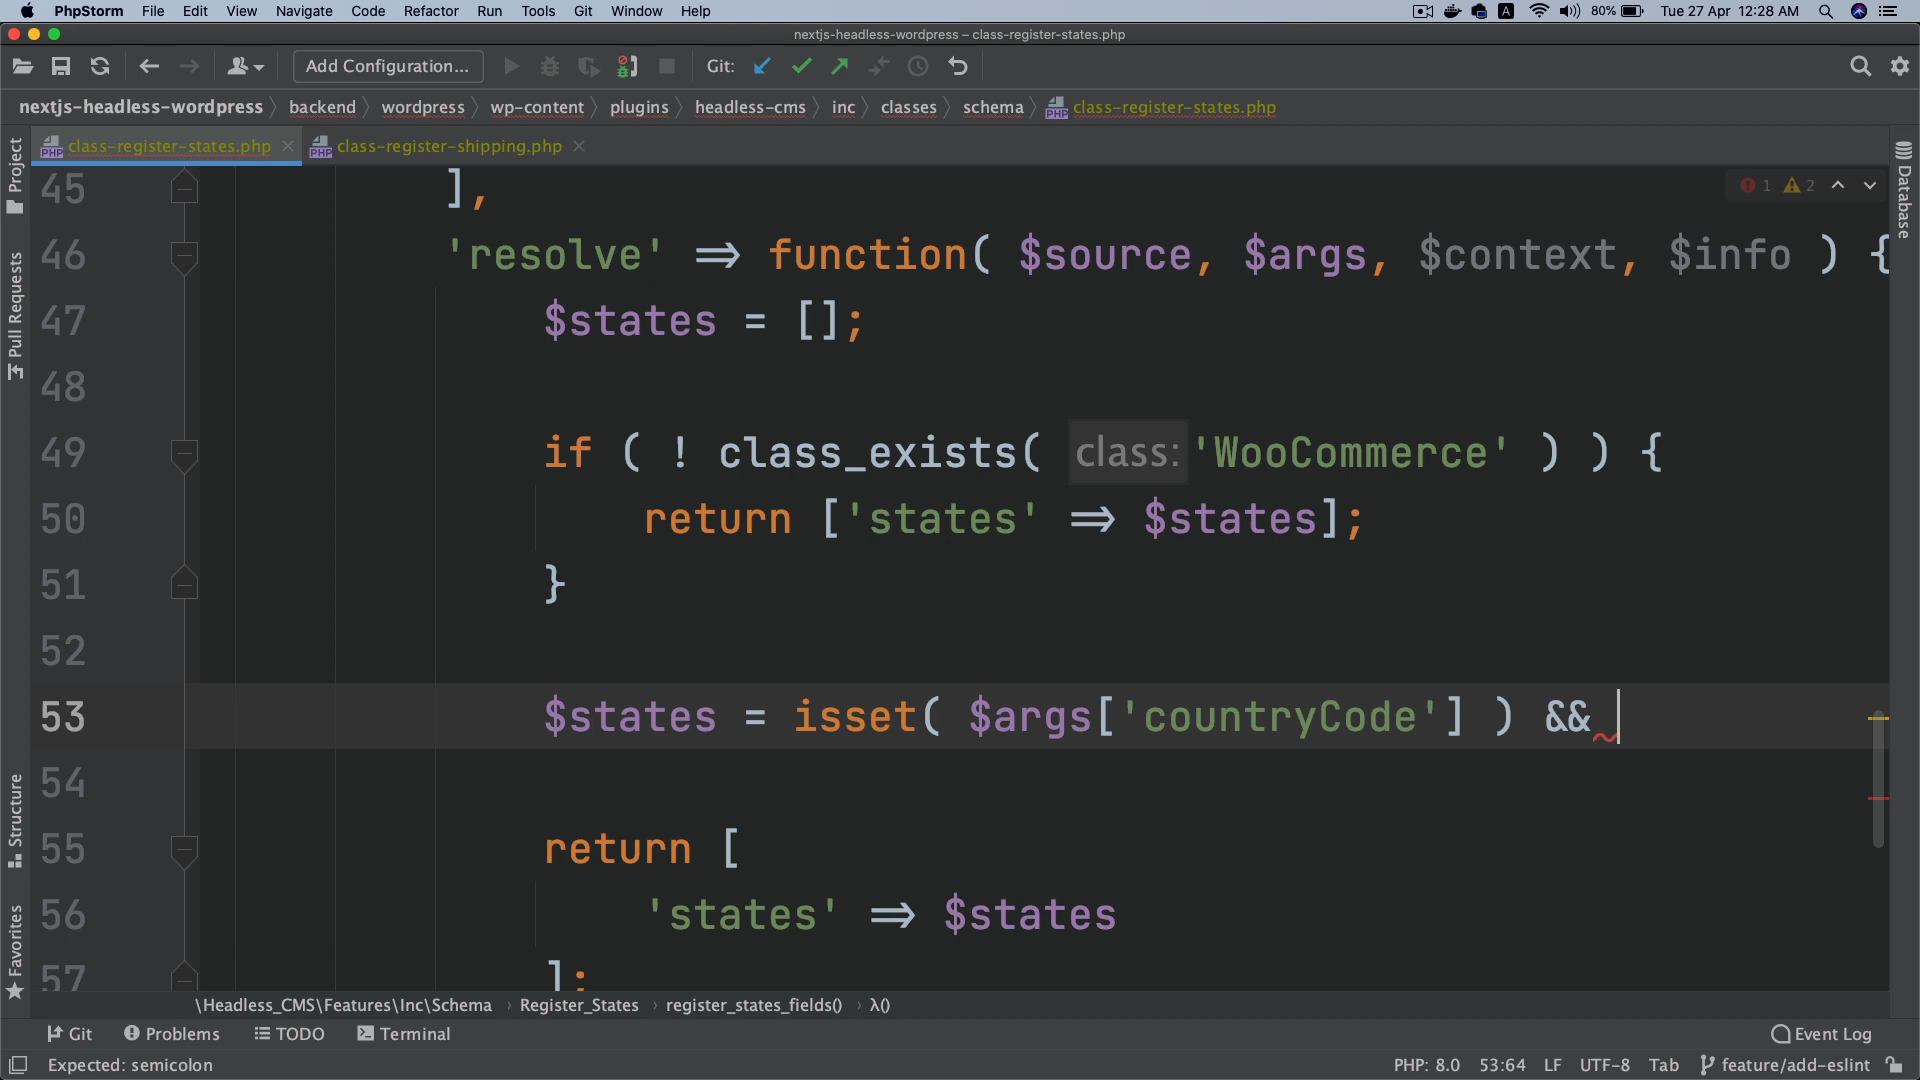 PhpStorm File Edit View Navigate Code Refactor Run Tools Git Window Help A 80% Tue 27 Apr 12:28 AM
nextjs-headless-wordpress – class-register-states.php
Add Configuration... Git:
nextjs-headless-wordpress backend wordpress wp-content plugins headless-cms inc classes schema PHP class-register-states.php
PHP class-register-states.php PHP class-register-shipping.php
Project
Pull Requests
Structure
Favorites
Database
1 2
45 ],
46 'resolve' => function( $source, $args, $context, $info ) {
47 $states = [];
48
49 if ( ! class_exists( class: 'WooCommerce' ) ) {
50 return ['states' => $states];
51 }
52
53 $states = isset( $args['countryCode'] ) &&
54
55 return [
56 'states' => $states
57 ];
\Headless_CMS\Features\Inc\Schema › Register_States › register_states_fields() › λ()
Git Problems TODO Terminal Event Log
Expected: semicolon PHP: 8.0 53:64 LF UTF-8 Tab feature/add-eslint